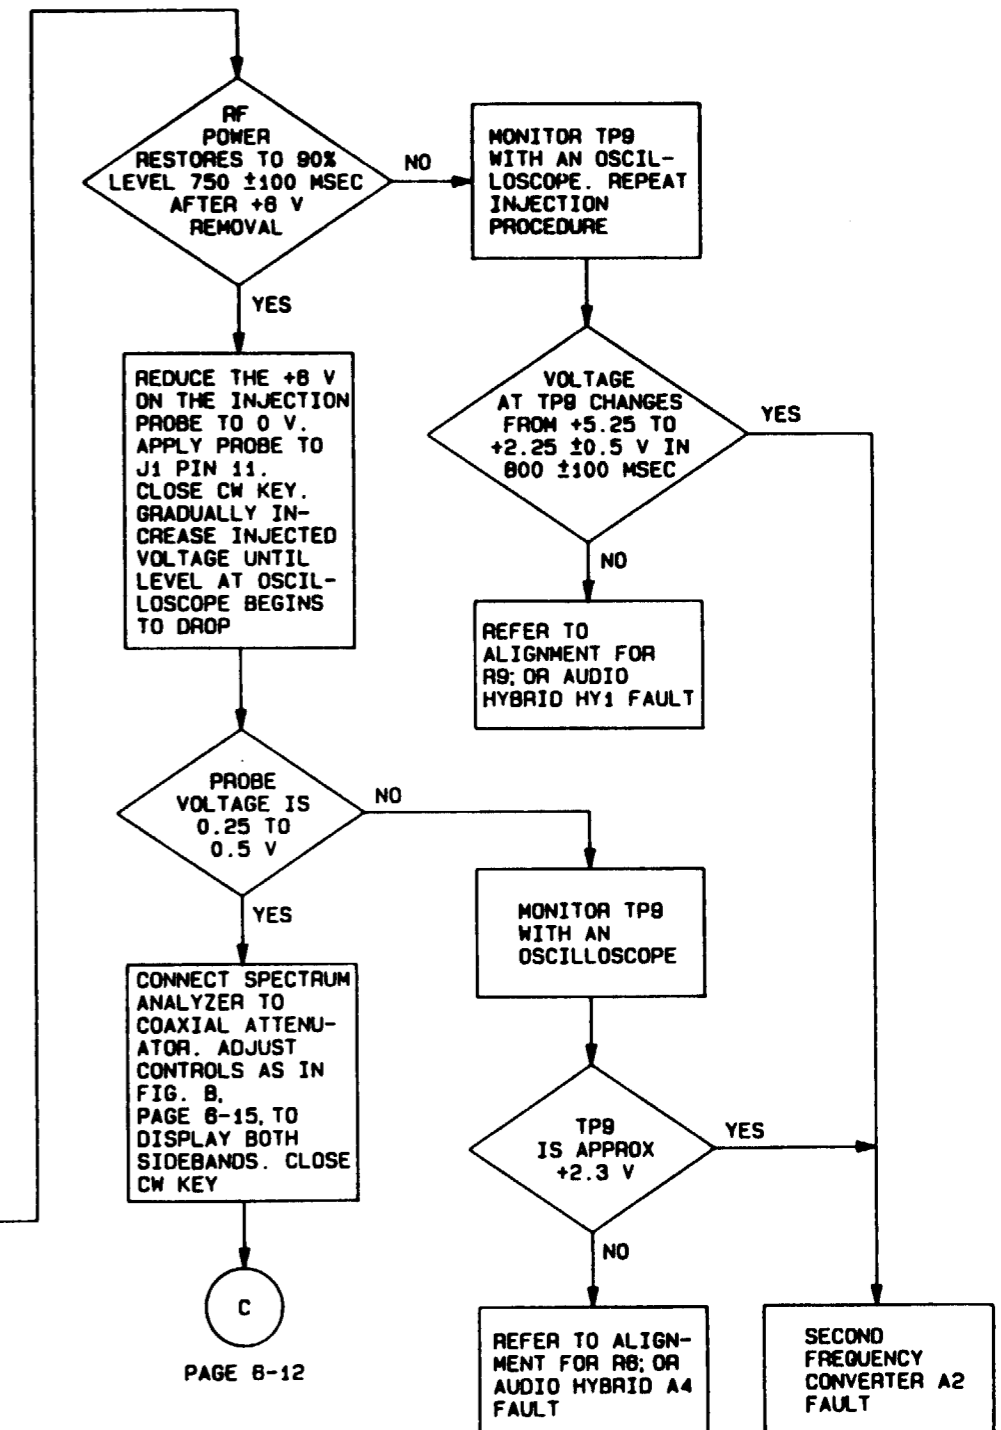 RF
POWER
RESTORES TO 90%
LEVEL 750 ±100 MSEC
AFTER +6 V
REMOVAL
NO
YES
MONITOR TP9
WITH AN OSCIL-
LOSCOPE. REPEAT
INJECTION
PROCEDURE
VOLTAGE
AT TP9 CHANGES
FROM +5.25 TO
+2.25 ±0.5 V IN
800 ±100 MSEC
YES
NO
REFER TO
ALIGNMENT FOR
R9; OR AUDIO
HYBRID HY1 FAULT
REDUCE THE +6 V
ON THE INJECTION
PROBE TO 0 V.
APPLY PROBE TO
J1 PIN 11.
CLOSE CW KEY.
GRADUALLY IN-
CREASE INJECTED
VOLTAGE UNTIL
LEVEL AT OSCIL-
LOSCOPE BEGINS
TO DROP
PROBE
VOLTAGE IS
0.25 TO
0.5 V
NO
YES
MONITOR TP9
WITH AN
OSCILLOSCOPE
TP9
IS APPROX
+2.3 V
YES
NO
CONNECT SPECTRUM
ANALYZER TO
COAXIAL ATTENU-
ATOR. ADJUST
CONTROLS AS IN
FIG. B,
PAGE 6-15, TO
DISPLAY BOTH
SIDEBANDS. CLOSE
CW KEY
C
PAGE 6-12
REFER TO ALIGN-
MENT FOR R6; OR
AUDIO HYBRID A4
FAULT
SECOND
FREQUENCY
CONVERTER A2
FAULT